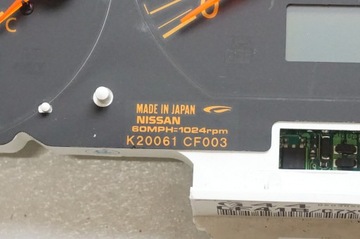 C
MADE IN JAPAN
NISSAN
60MPH=1024rpm
K20061 CF003